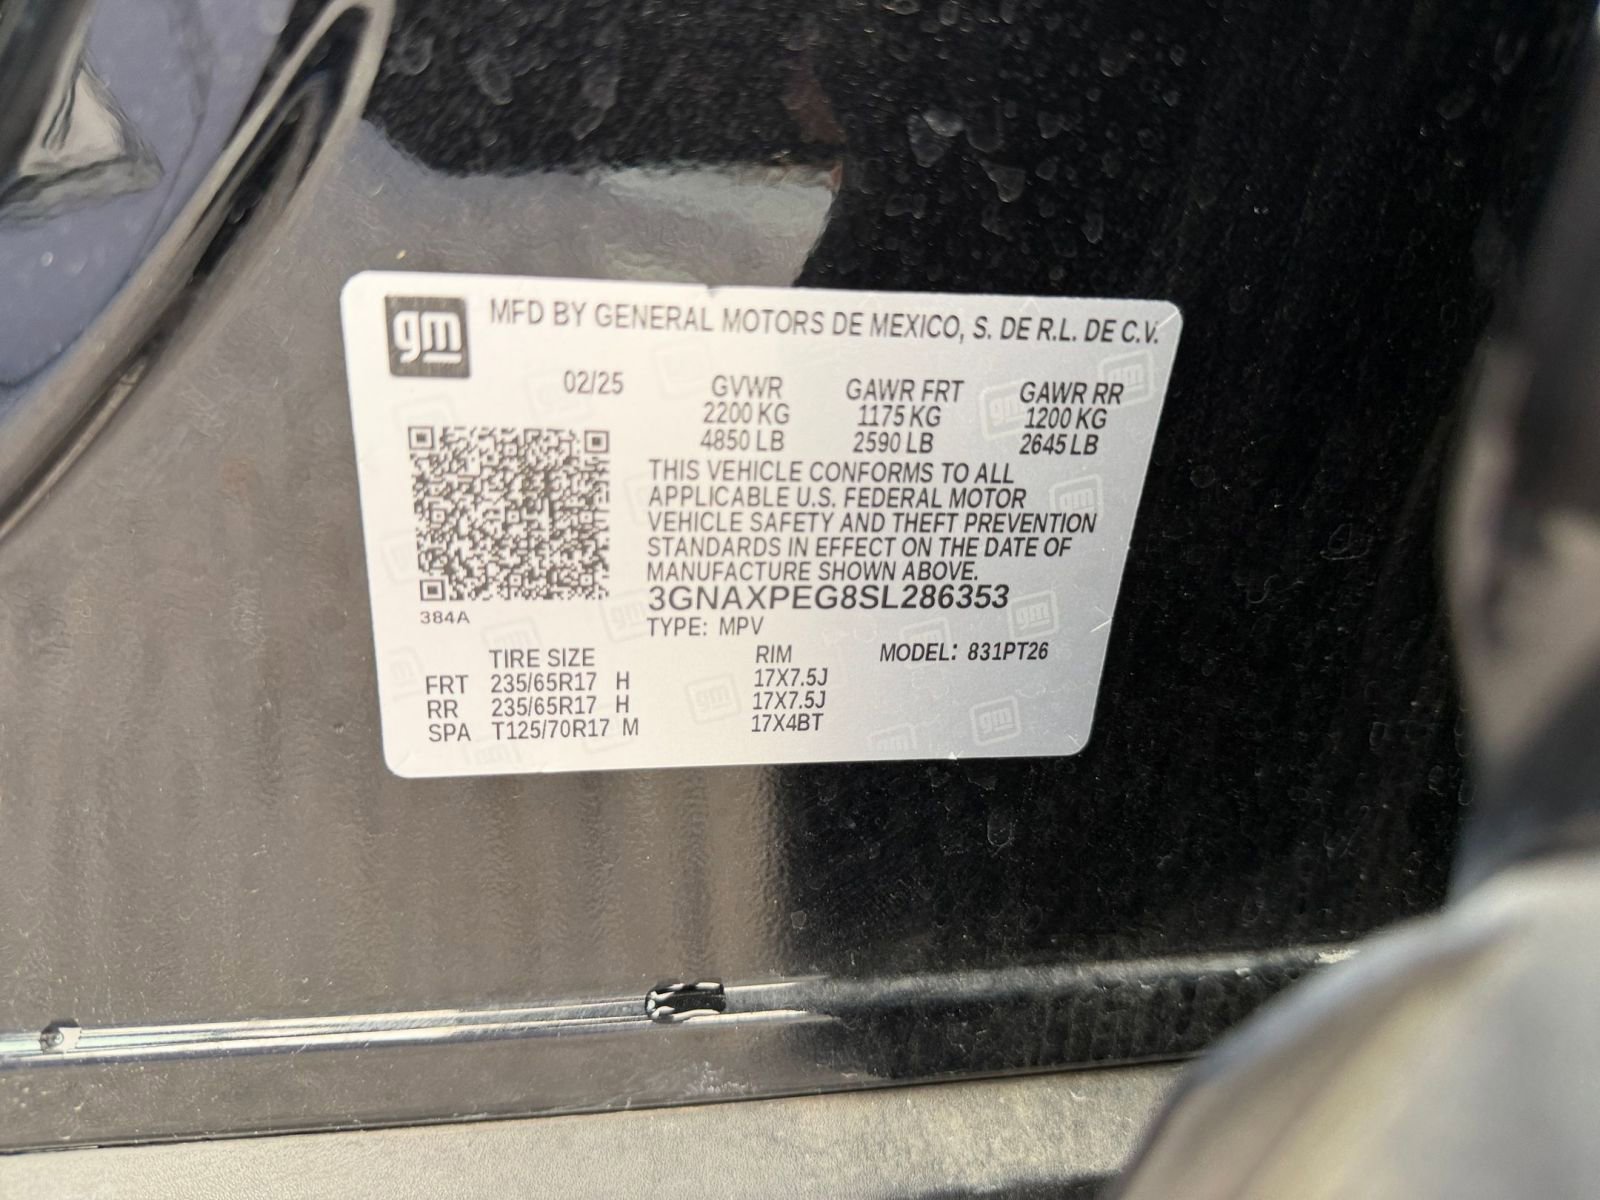 gm
MFD BY GENERAL MOTORS DE MEXICO, S. DE R.L. DE C.V.
02/25 GVWR GAWR FRT GAWR RR
2200 KG 1175 KG 1200 KG
4850 LB 2590 LB 2645 LB
THIS VEHICLE CONFORMS TO ALL
APPLICABLE U.S. FEDERAL MOTOR
VEHICLE SAFETY AND THEFT PREVENTION
STANDARDS IN EFFECT ON THE DATE OF
MANUFACTURE SHOWN ABOVE.
3GNAXPEG8SL286353
384A
TYPE: MPV
TIRE SIZE RIM MODEL: 831PT26
FRT 235/65R17 H 17X7.5J
RR 235/65R17 H 17X7.5J
SPA T125/70R17 M 17X4BT